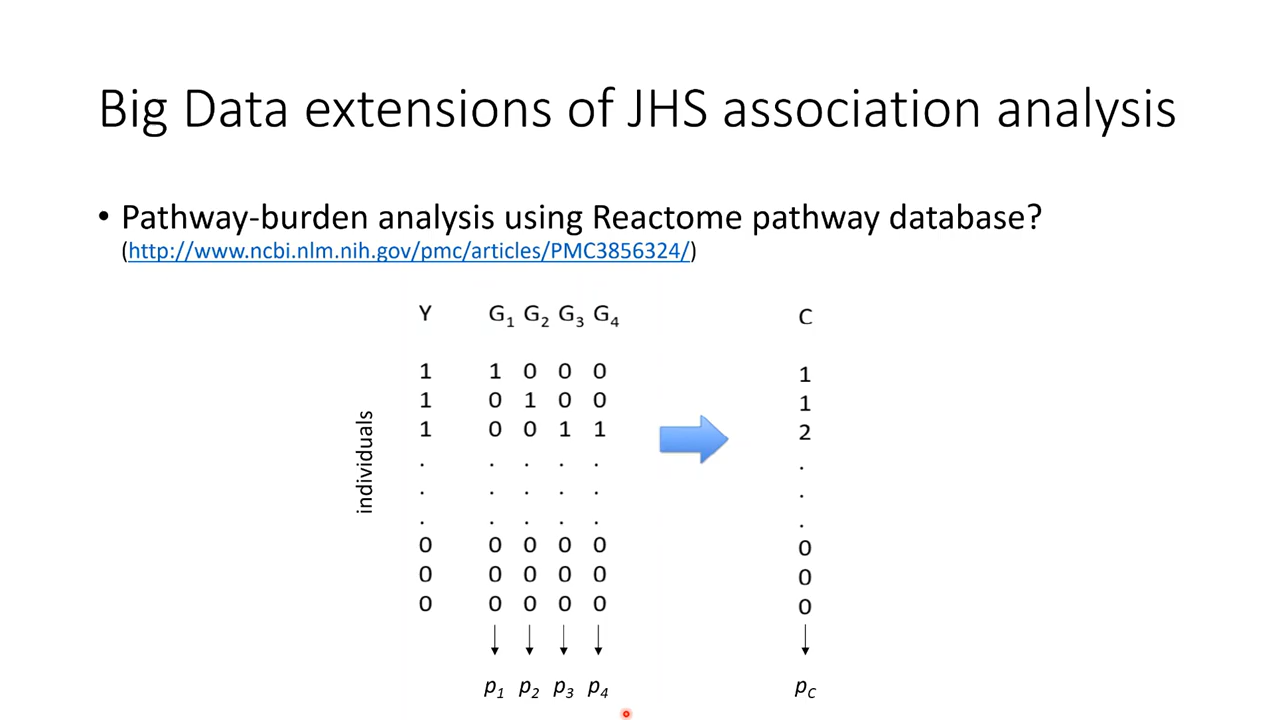 Big Data extensions of JHS association analysis
• Pathway-burden analysis using Reactome pathway database?
(http://www.ncbi.nlm.nih.gov/pmc/articles/PMC3856324/)
Y G1 G2 G3 G4 C
1 1 0 0 0 1
1 0 1 0 0 1
1 0 0 1 1 2
. . . . . .
. . . . . .
. . . . . .
0 0 0 0 0 0
0 0 0 0 0 0
0 0 0 0 0 0
p1 p2 p3 p4 pC
individuals